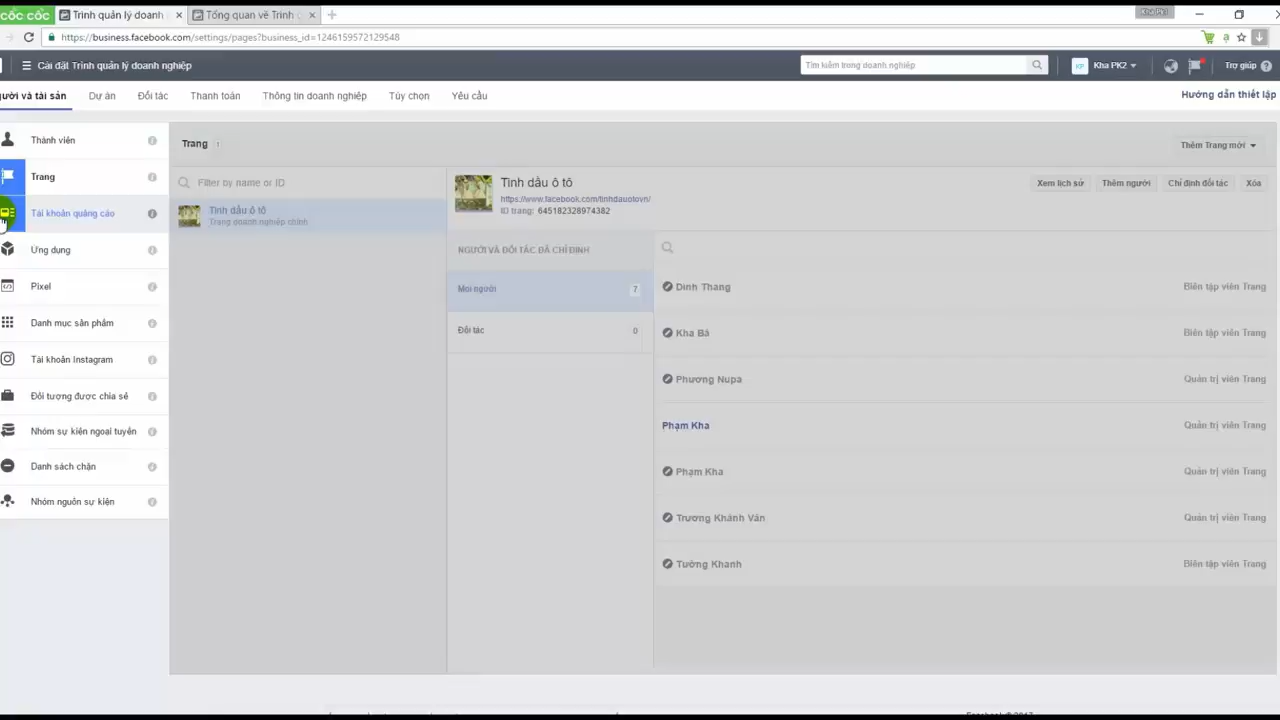 cốc cốc
Trình quản lý doanh
Tổng quan về Trình
Kha Pk1
https://business.facebook.com/settings/pages?business_id=1246159572129548
Cài đặt Trình quản lý doanh nghiệp
Tìm kiếm trong doanh nghiệp
KP
Kha PK2
Trợ giúp
gười và tài sản
Dự án
Đối tác
Thanh toán
Thông tin doanh nghiệp
Tùy chọn
Yêu cầu
Hướng dẫn thiết lập
Thành viên
Trang
Tài khoản quảng cáo
Ứng dụng
Pixel
Danh mục sản phẩm
Tài khoản Instagram
Đối tượng được chia sẻ
Nhóm sự kiện ngoại tuyến
Danh sách chặn
Nhóm nguồn sự kiện
Trang
Thêm Trang mới
Filter by name or ID
Tinh dầu ô tô
Trang doanh nghiệp chính
Tinh dầu ô tô
https://www.facebook.com/tinhdauotovn/
ID trang: 645182328974382
Xem lịch sử
Thêm người
Chỉ định đối tác
Xóa
NGƯỜI VÀ ĐỐI TÁC ĐÃ CHỈ ĐỊNH
Mọi người 7
Đối tác 0
Dinh Thang Biên tập viên Trang
Kha Bá Biên tập viên Trang
Phương Nupa Quản trị viên Trang
Phạm Kha Quản trị viên Trang
Phạm Kha Quản trị viên Trang
Trương Khánh Vân Quản trị viên Trang
Tường Khanh Biên tập viên Trang
Facebook © 2017